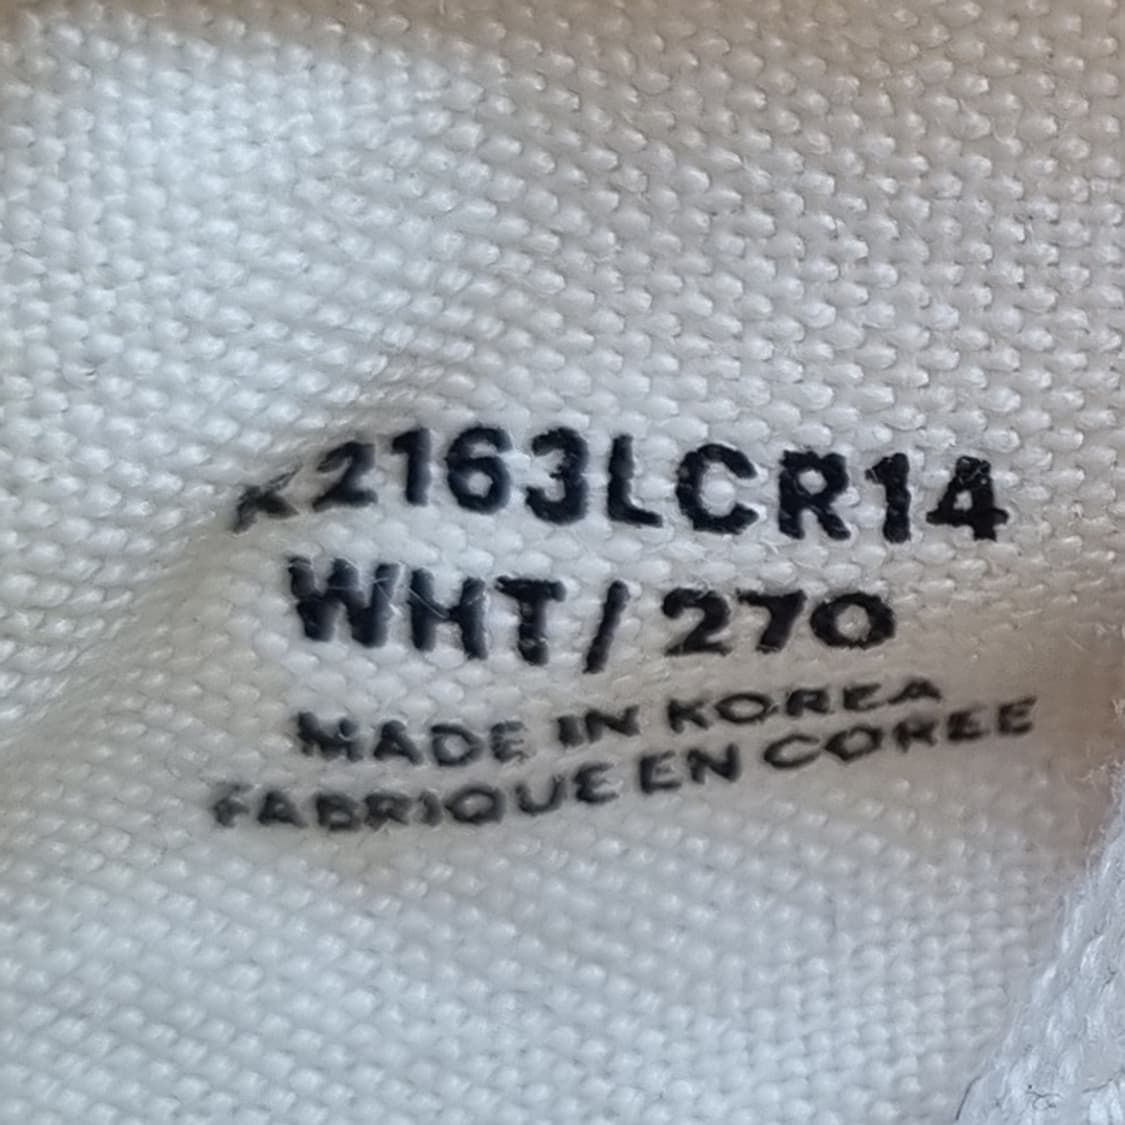 K2163LCR14
WHT/ 270
MADE IN KOREA
FABRIQUE EN COREE